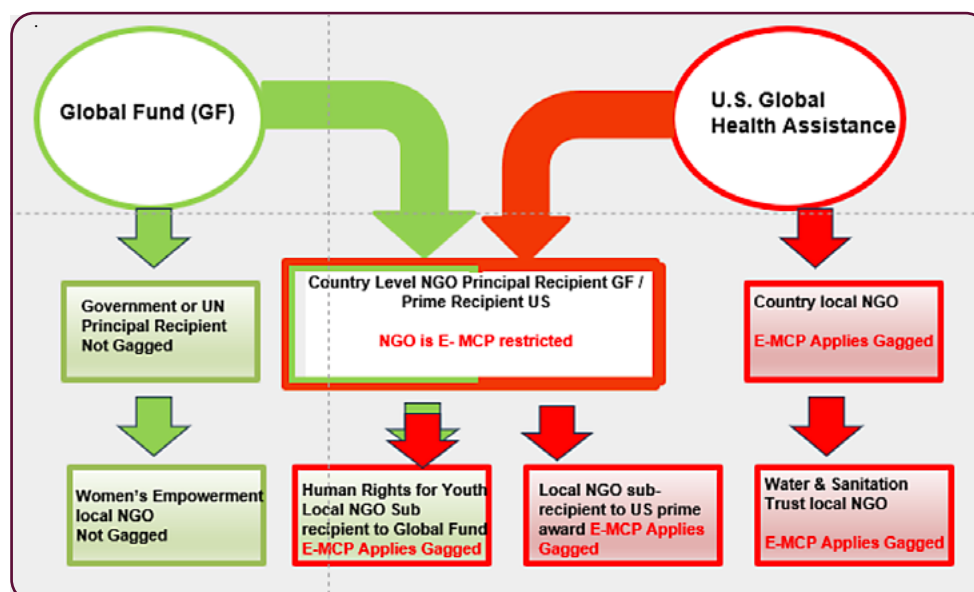 Global Fund (GF)
U.S. Global
Health Assistance
Country Level NGO Principal Recipient GF /
Prime Recipient US
NGO is E- MCP restricted
Government or UN
Principal Recipient
Not Gagged
Country local NGO
E-MCP Applies Gagged
Women's Empowerment
local NGO
Not Gagged
Human Rights for Youth
Local NGO Sub
recipient to Global Fund
E-MCP Applies Gagged
Local NGO sub-
recipient to US prime
award E-MCP Applies
Gagged
Water & Sanitation
Trust local NGO
E-MCP Applies Gagged